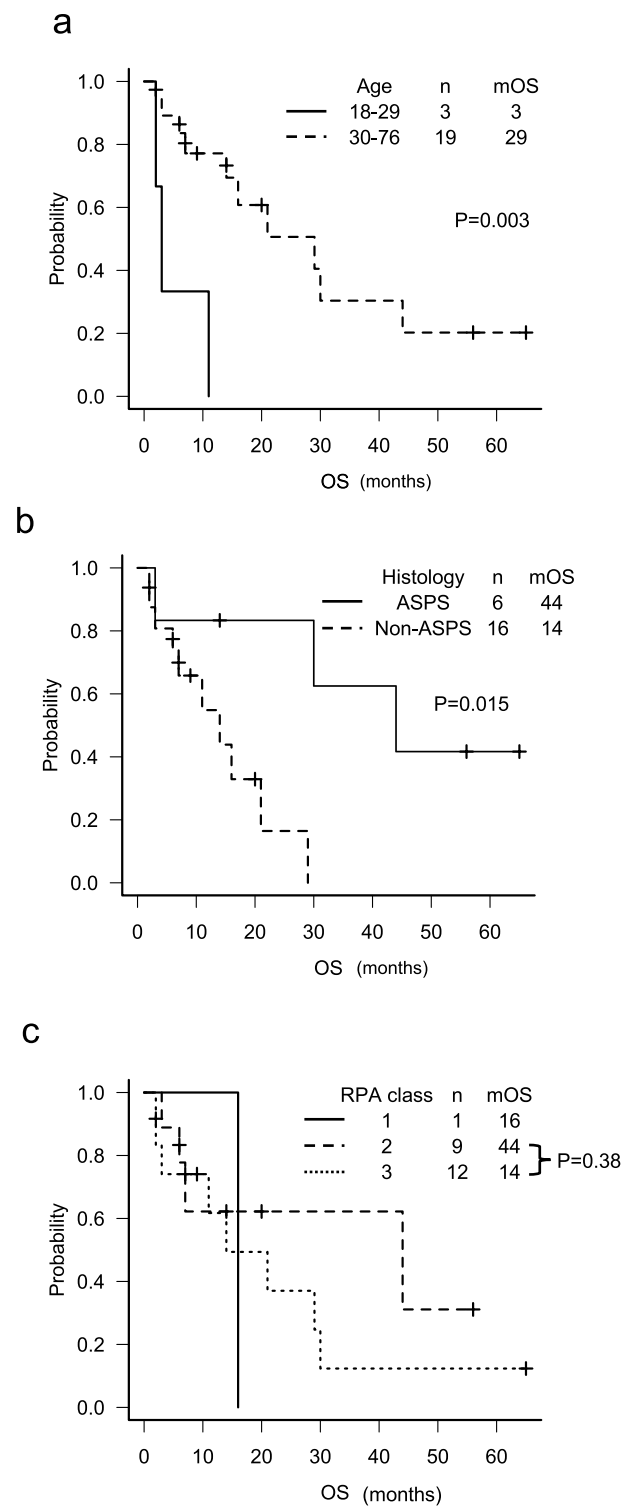 a
Age n mOS
18-29 3 3
30-76 19 29
P=0.003
Probability
1.0
0.8
0.6
0.4
0.2
0.0
0 10 20 30 40 50 60
OS (months)
b
Histology n mOS
ASPS 6 44
Non-ASPS 16 14
P=0.015
Probability
1.0
0.8
0.6
0.4
0.2
0.0
0 10 20 30 40 50 60
OS (months)
c
RPA class n mOS
1 1 16
2 9 44
3 12 14
P=0.38
Probability
1.0
0.8
0.6
0.4
0.2
0.0
0 10 20 30 40 50 60
OS (months)